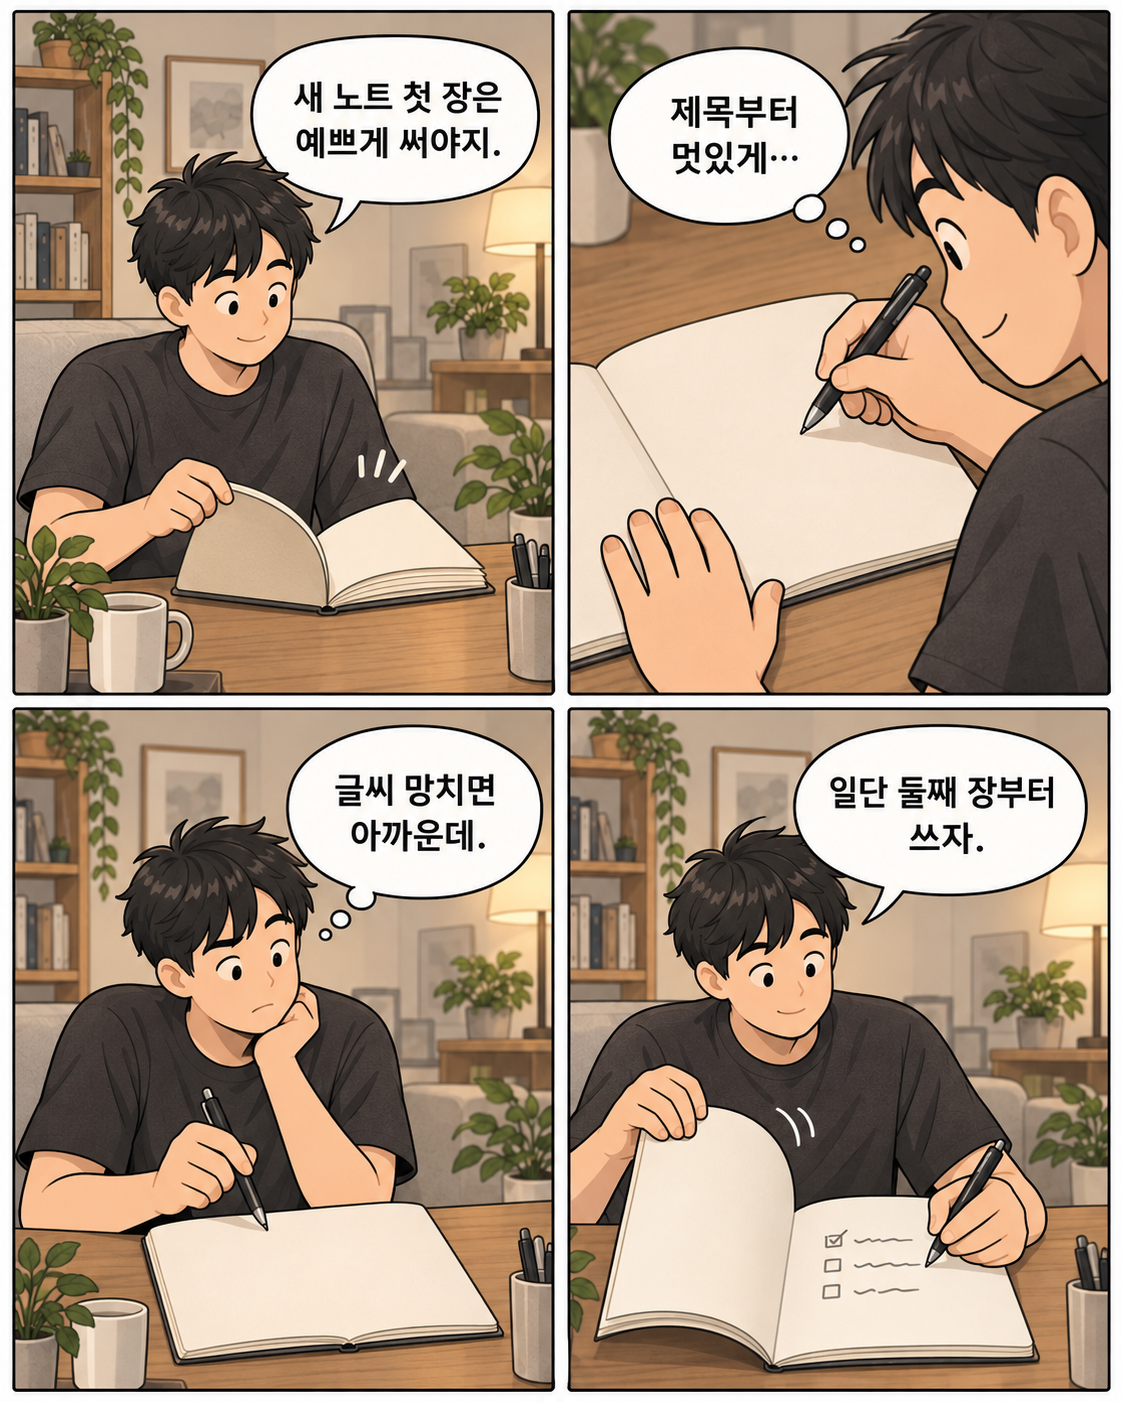 새 노트 첫 장은
예쁘게 써야지.
제목부터
멋있게…
글씨 망치면
아까운데.
일단 둘째 장부터
쓰자.